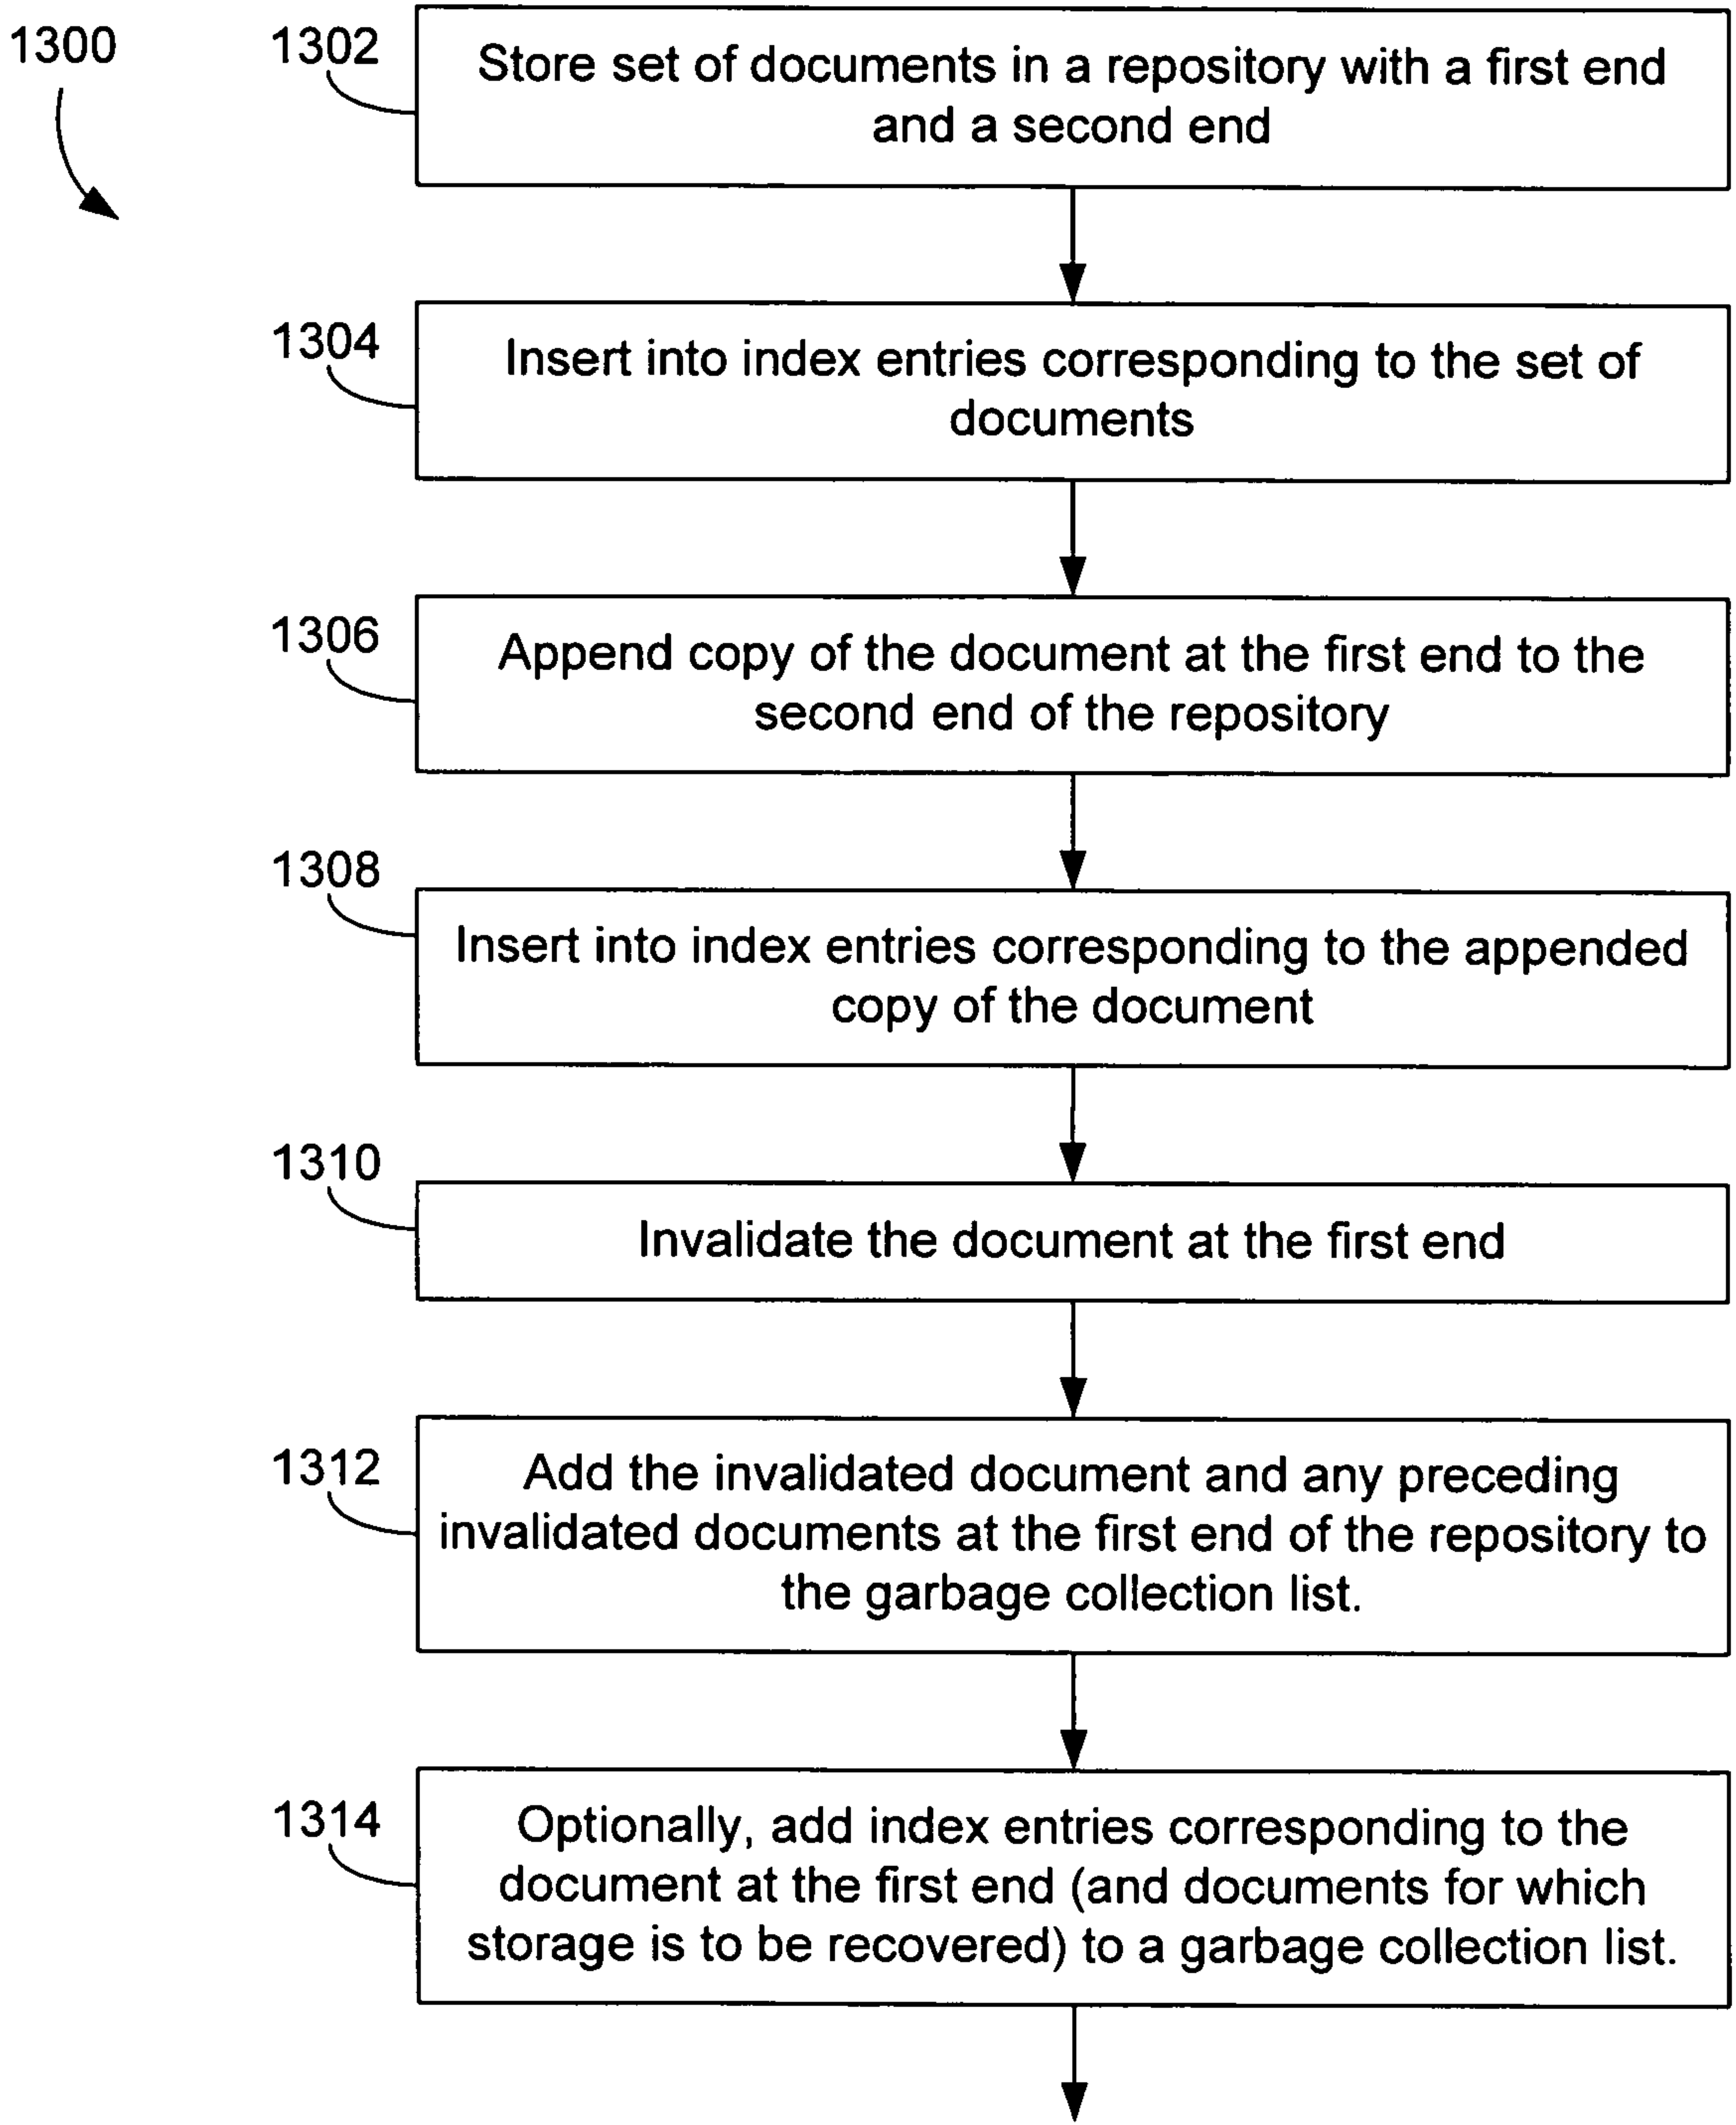 1300
1302
Store set of documents in a repository with a first end
and a second end
1304
Insert into index entries corresponding to the set of
documents
1306
Append copy of the document at the first end to the
second end of the repository
1308
Insert into index entries corresponding to the appended
copy of the document
1310
Invalidate the document at the first end
1312
Add the invalidated document and any preceding
invalidated documents at the first end of the repository to
the garbage collection list.
1314
Optionally, add index entries corresponding to the
document at the first end (and documents for which
storage is to be recovered) to a garbage collection list.